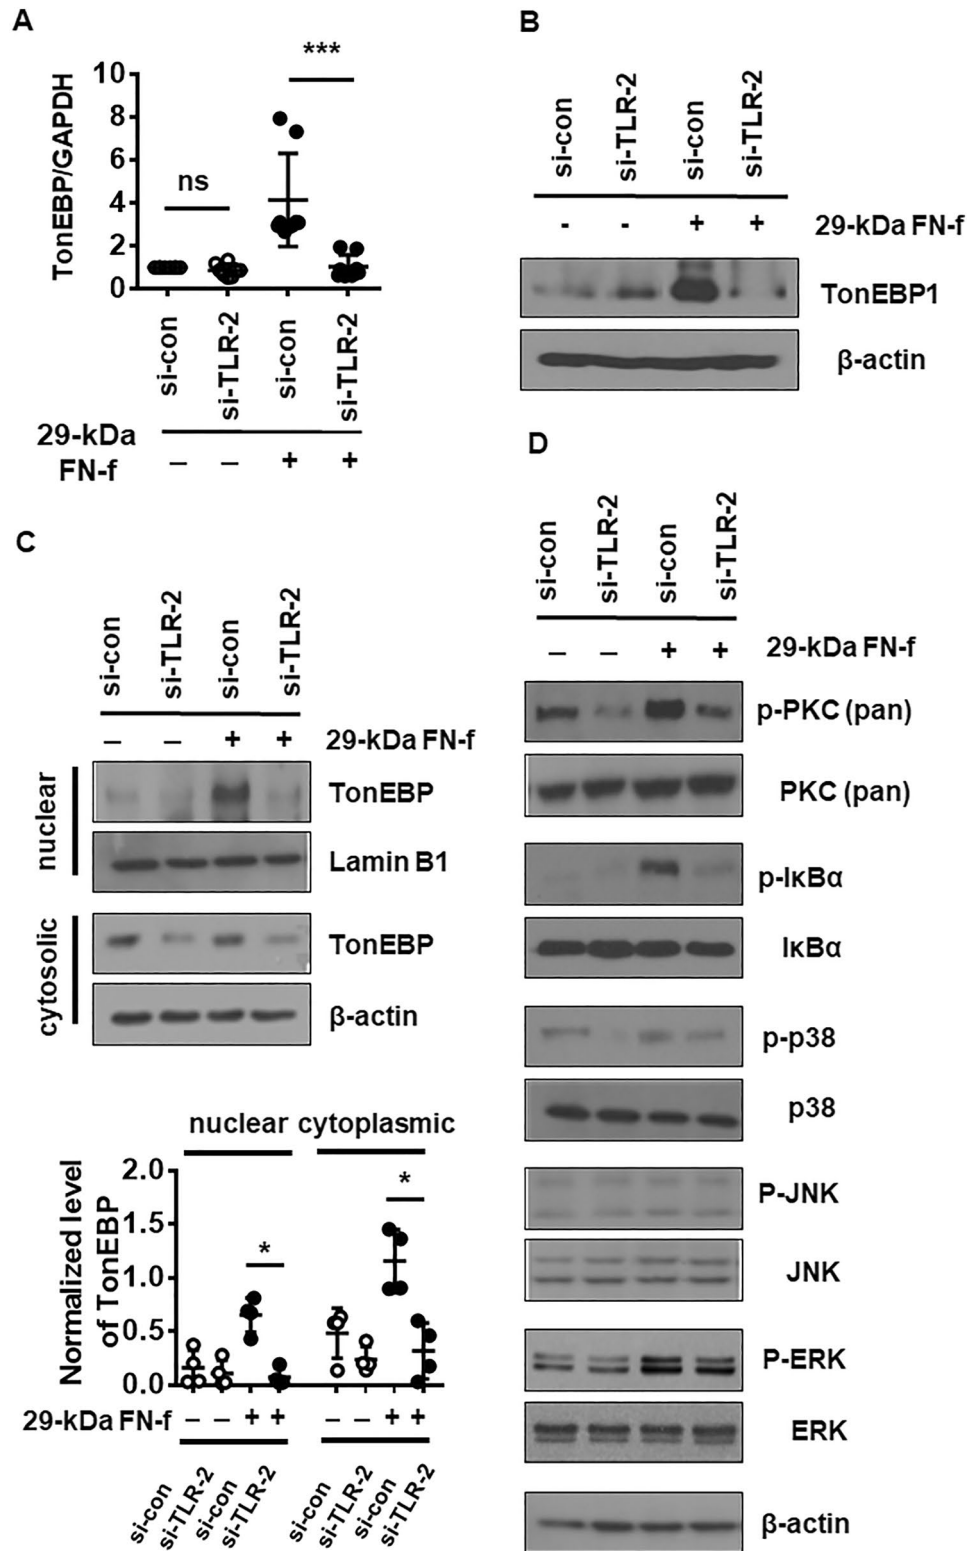 A
***
ns
TonEBP/GAPDH
10
8
6
4
2
0
si-con
si-TLR-2
si-con
si-TLR-2
29-kDa
FN-f
– – + +
B
si-con
si-TLR-2
si-con
si-TLR-2
- - + + 29-kDa FN-f
TonEBP1
β-actin
C
si-con
si-TLR-2
si-con
si-TLR-2
– – + + 29-kDa FN-f
nuclear
TonEBP
Lamin B1
cytosolic
TonEBP
β-actin
nuclear cytoplasmic
Normalized level
of TonEBP
2.0
1.5
1.0
0.5
0.0
*
*
29-kDa FN-f – – + + – – + +
si-con
si-TLR-2
si-con
si-TLR-2
si-con
si-TLR-2
si-con
si-TLR-2
D
si-con
si-TLR-2
si-con
si-TLR-2
– – + + 29-kDa FN-f
p-PKC (pan)
PKC (pan)
p-IκBα
IκBα
p-p38
p38
P-JNK
JNK
P-ERK
ERK
β-actin